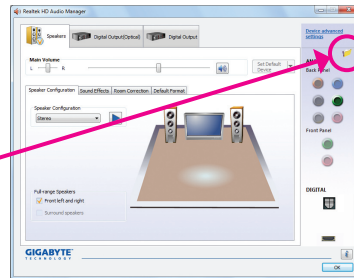 Realtek HD Audio Manager
Speakers
Digital Output(Optical)
Digital Output
Device advanced
settings
Main Volume
L
R
Set Default
Device
AN
Back Panel
Speaker Configuration
Sound Effects
Room Correction
Default Format
Speaker Configuration
Stereo
Front Panel
Full-range Speakers
Front left and right
Surround speakers
DIGITAL
GIGABYTE
TECHNOLOGY
OK